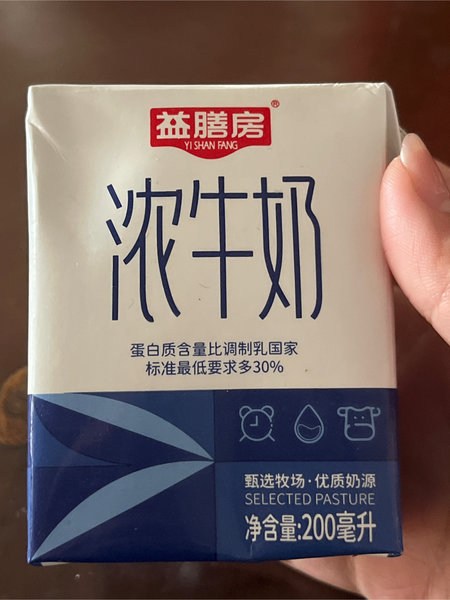 益膳房®
YI SHAN FANG
浓牛奶
蛋白质含量比调制乳国家
标准最低要求多30%
甄选牧场·优质奶源
SELECTED PASTURE
净含量:200毫升